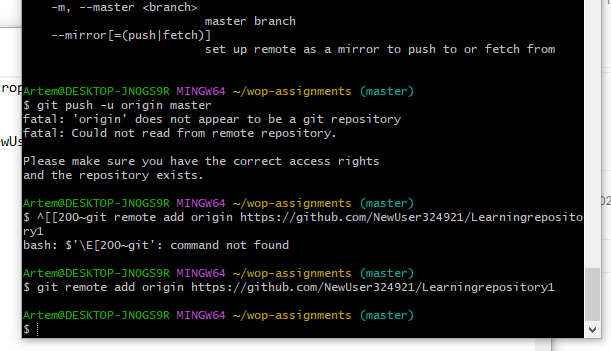 -m, --master <branch>
master branch
--mirror[=(push|fetch)]
set up remote as a mirror to push to or fetch from
Artem@DESKTOP-JNOGS9R MINGW64 ~/wop-assignments (master)
$ git push -u origin master
fatal: 'origin' does not appear to be a git repository
fatal: Could not read from remote repository.
Please make sure you have the correct access rights
and the repository exists.
Artem@DESKTOP-JNOGS9R MINGW64 ~/wop-assignments (master)
$ ^[[200~git remote add origin https://github.com/NewUser324921/Learningreposito
ry1
bash: $'\E[200~git': command not found
Artem@DESKTOP-JNOGS9R MINGW64 ~/wop-assignments (master)
$ git remote add origin https://github.com/NewUser324921/Learningrepository1
Artem@DESKTOP-JNOGS9R MINGW64 ~/wop-assignments (master)
$